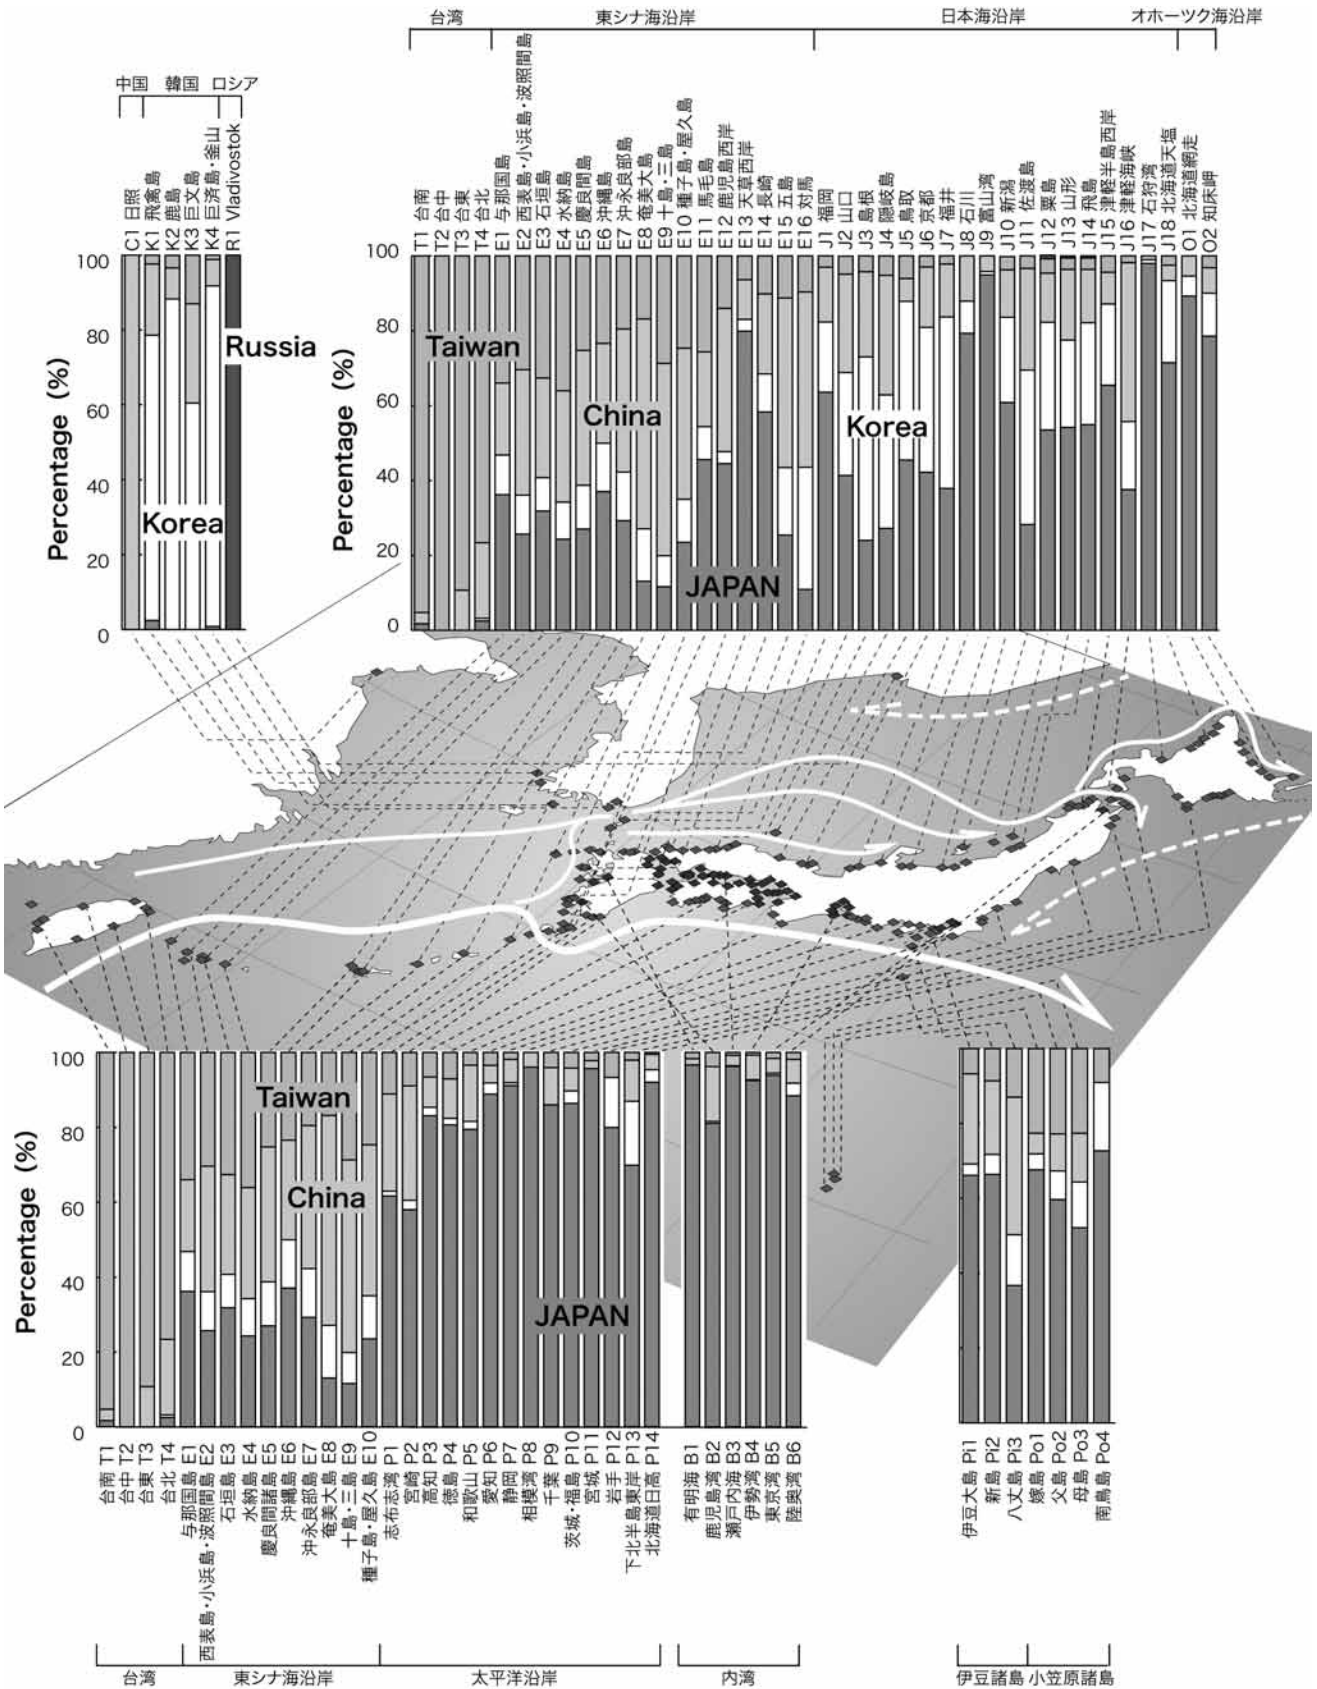 台湾 東シナ海沿岸 日本海沿岸 オホーツク海沿岸
中国 韓国 ロシア
C1 日照
K1 飛禽島
K2 鹿島
K3 巨文島
K4 巨済島・釜山
R1 Vladivostok
T1 台南
T2 台中
T3 台東
T4 台北
E1 与那国島
E2 西表島・小浜島・波照間島
E3 石垣島
E4 水納島
E5 慶良間島
E6 沖縄島
E7 沖永良部島
E8 奄美大島
E9 十島・三島
E10 種子島・屋久島
E11 馬毛島
E12 鹿児島西岸
E13 天草西岸
E14 長崎
E15 五島
E16 対馬
J1 福岡
J2 山口
J3 島根
J4 隠岐島
J5 鳥取
J6 京都
J7 福井
J8 石川
J9 富山湾
J10 新潟
J11 佐渡島
J12 粟島
J13 山形
J14 飛島
J15 津軽半島西岸
J16 津軽海峡
J17 石狩湾
J18 北海道天塩
O1 北海道網走
O2 知床岬
Percentage (%)
100
80
60
40
20
0
Russia
Korea
Percentage (%)
100
80
60
40
20
0
Taiwan
China
Korea
JAPAN
Percentage (%)
100
80
60
40
20
0
Taiwan
China
JAPAN
台南 T1
台中 T2
台東 T3
台北 T4
与那国島 E1
西表島・小浜島・波照間島 E2
石垣島 E3
水納島 E4
慶良間諸島 E5
沖縄島 E6
沖永良部島 E7
奄美大島 E8
十島・三島 E9
種子島・屋久島 E10
志布志湾 P1
宮崎 P2
高知 P3
徳島 P4
和歌山 P5
愛知 P6
静岡 P7
相模湾 P8
千葉 P9
茨城・福島 P10
宮城 P11
岩手 P12
下北半島東岸 P13
北海道日高 P14
有明海 B1
鹿児島湾 B2
瀬戸内海 B3
伊勢湾 B4
東京湾 B5
陸奥湾 B6
伊豆大島 Pi1
新島 Pi2
八丈島 Pi3
嫁島 Po1
父島 Po2
母島 Po3
南鳥島 Po4
台湾 東シナ海沿岸 太平洋沿岸 内湾 伊豆諸島 小笠原諸島